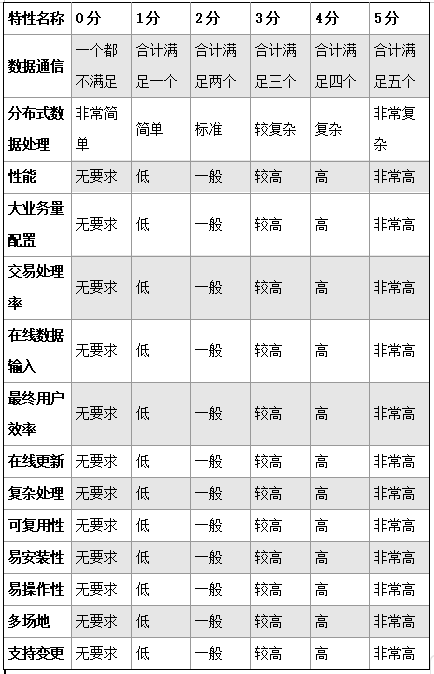 特性名称 0分 1分 2分 3分 4分 5分
数据通信 一个都不满足 合计满足一个 合计满足两个 合计满足三个 合计满足四个 合计满足五个
分布式数据处理 非常简单 简单 标准 较复杂 复杂 非常复杂
性能 无要求 低 一般 较高 高 非常高
大业务量配置 无要求 低 一般 较高 高 非常高
交易处理率 无要求 低 一般 较高 高 非常高
在线数据输入 无要求 低 一般 较高 高 非常高
最终用户效率 无要求 低 一般 较高 高 非常高
在线更新 无要求 低 一般 较高 高 非常高
复杂处理 无要求 低 一般 较高 高 非常高
可复用性 无要求 低 一般 较高 高 非常高
易安装性 无要求 低 一般 较高 高 非常高
易操作性 无要求 低 一般 较高 高 非常高
多场地 无要求 低 一般 较高 高 非常高
支持变更 无要求 低 一般 较高 高 非常高